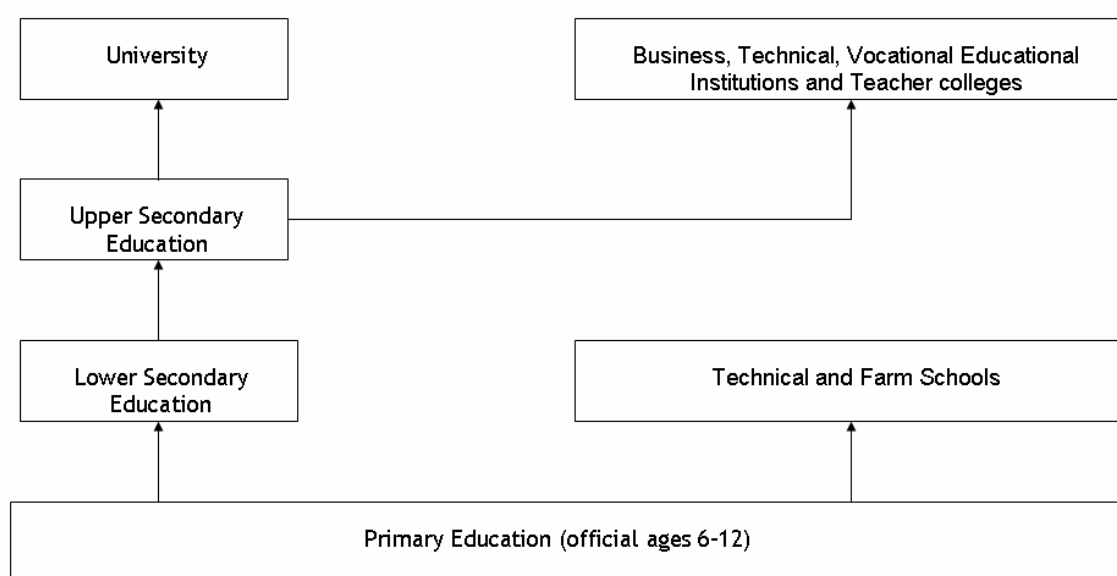 University
Business, Technical, Vocational Educational
Institutions and Teacher colleges
Upper Secondary
Education
Lower Secondary
Education
Technical and Farm Schools
Primary Education (official ages 6-12)